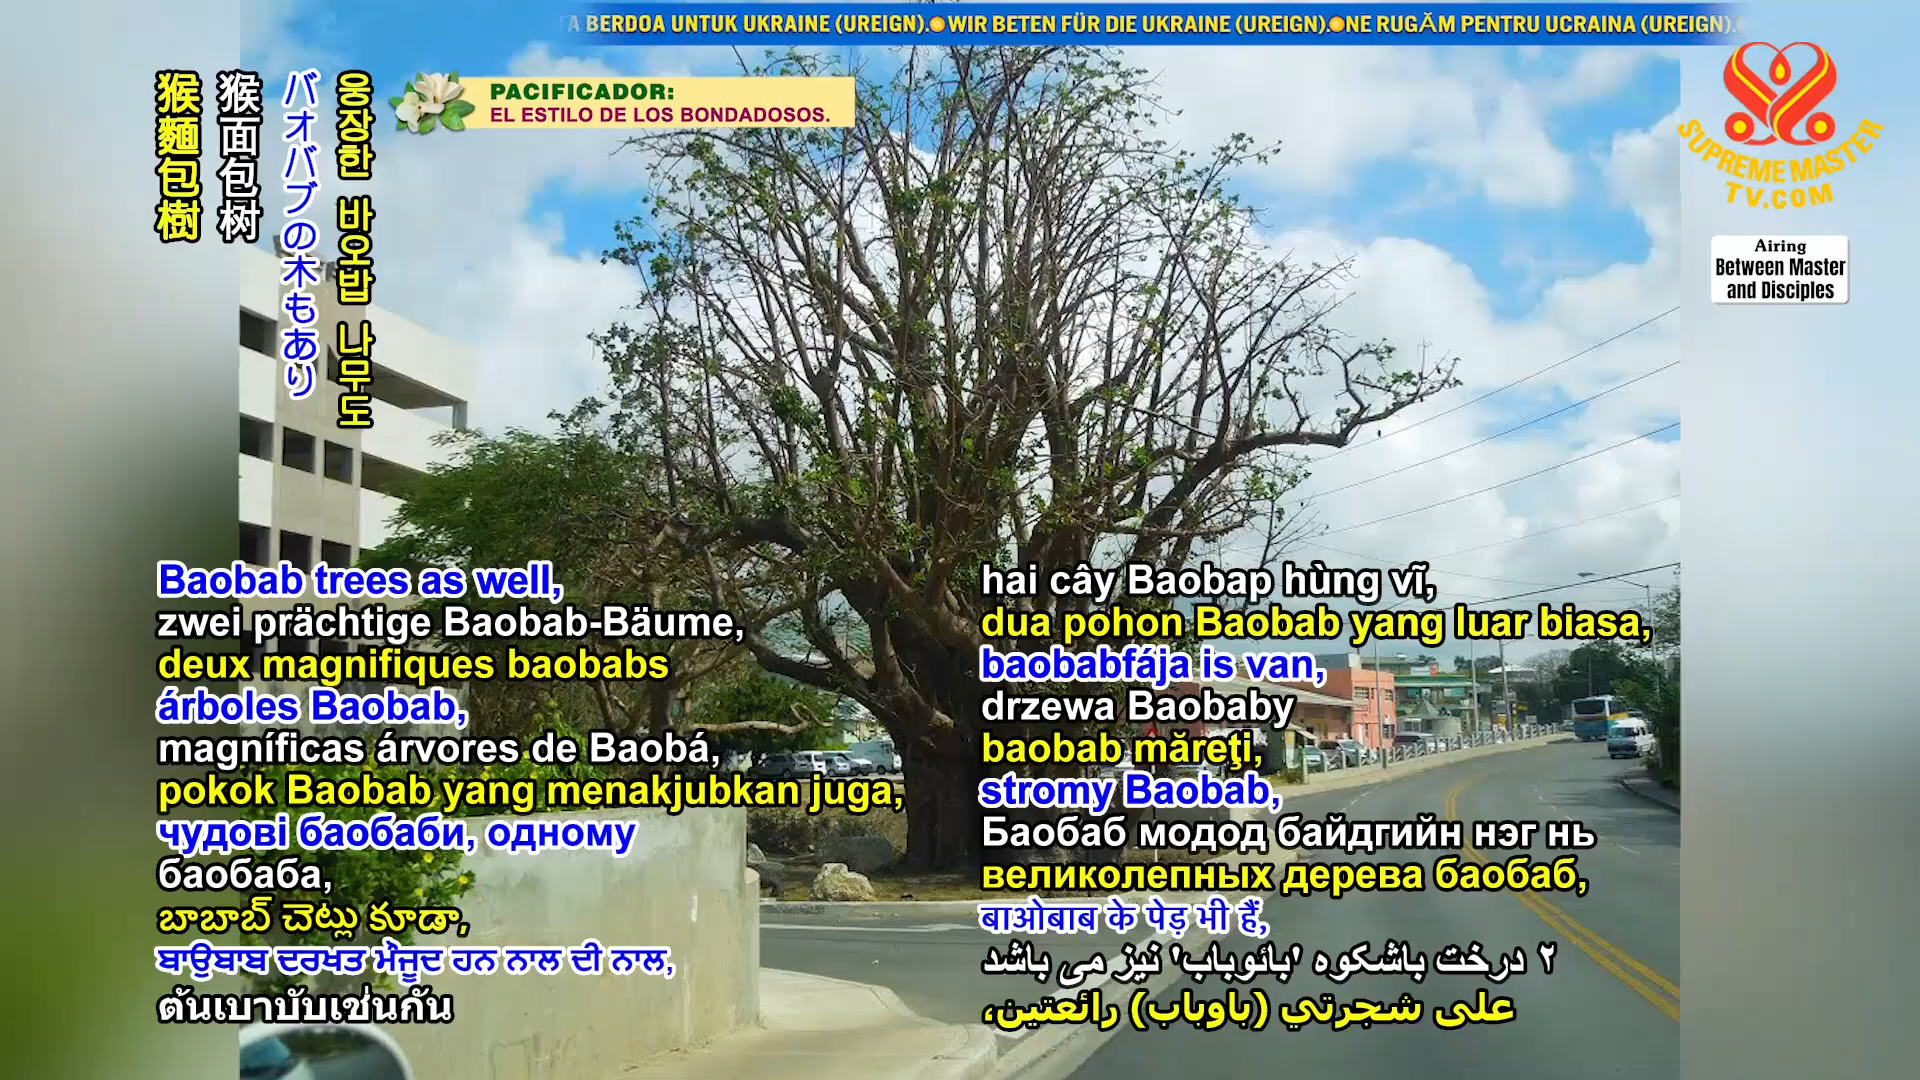 A BERDOA UNTUK UKRAINE (UREIGN). WIR BETEN FÜR DIE UKRAINE (UREIGN). NE RUGĂM PENTRU UCRAINA (UREIGN).
PACIFICADOR:
EL ESTILO DE LOS BONDADOSOS.
SUPREME MASTER
TV.COM
Airing
Between Master
and Disciples
웅장한 바오밥 나무도
バオバブの木もあり
猴面包树
猴麵包樹
Baobab trees as well,
zwei prächtige Baobab-Bäume,
deux magnifiques baobabs
árboles Baobab,
magníficas árvores de Baobá,
pokok Baobab yang menakjubkan juga,
чудові баобаби, одному
баобаба,
బాబాబ్ చెట్లు కూడా,
ਬਾਉਬਾਬ ਦਰਖਤ ਮੌਜੂਦ ਹਨ ਨਾਲ ਦੀ ਨਾਲ,
ต้นเบาบับเช่นกัน
hai cây Baobap hùng vĩ,
dua pohon Baobab yang luar biasa,
baobabfája is van,
drzewa Baobaby
baobab măreţi,
stromy Baobab,
Баобаб модод байдгийн нэг нь
великолепных дерева баобаб,
बाओबाब के पेड़ भी हैं,
۲ درخت باشکوه 'بائوباب' نیز می باشد
على شجرتي (باوباب) رائعتين،